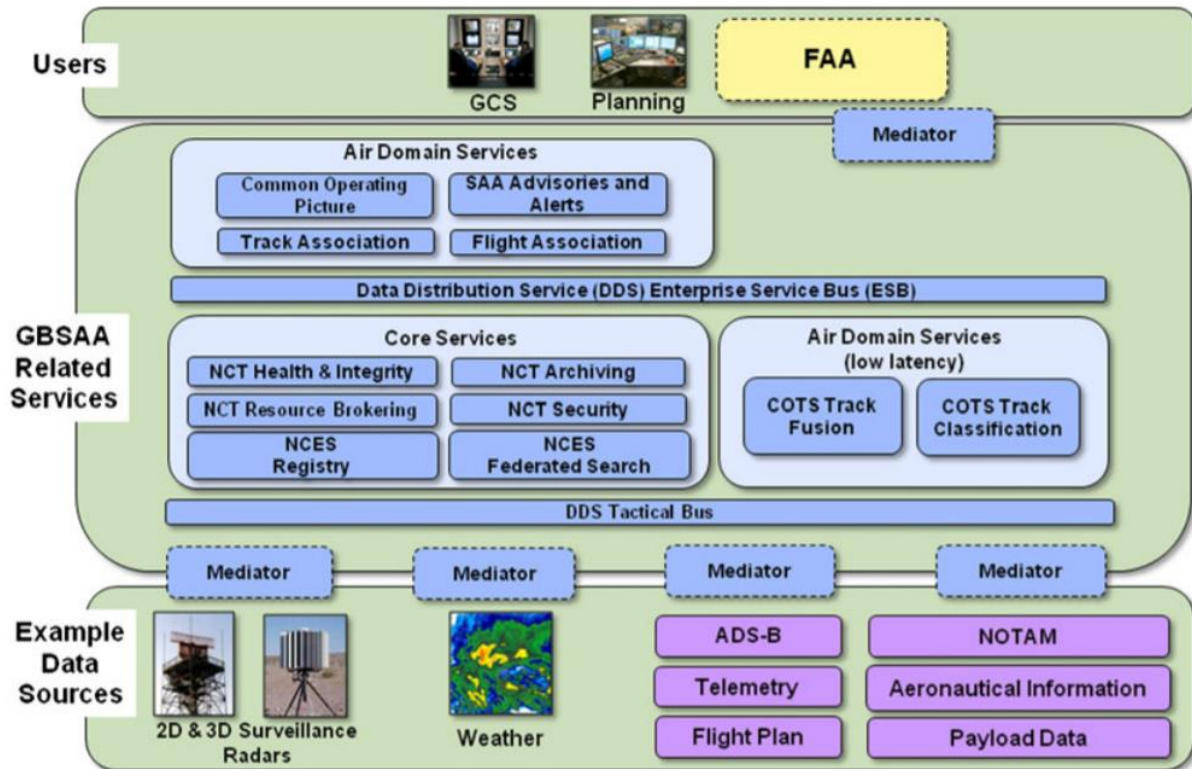 Users
GCS
Planning
FAA
Mediator
GBSAA
Related
Services
Air Domain Services
Common Operating
Picture
SAA Advisories and
Alerts
Track Association
Flight Association
Data Distribution Service (DDS) Enterprise Service Bus (ESB)
Core Services
NCT Health & Integrity
NCT Archiving
NCT Resource Brokering
NCT Security
NCES
Registry
NCES
Federated Search
Air Domain Services
(low latency)
COTS Track
Fusion
COTS Track
Classification
DDS Tactical Bus
Mediator
Mediator
Mediator
Mediator
Example
Data
Sources
2D & 3D Surveillance
Radars
Weather
ADS-B
Telemetry
Flight Plan
NOTAM
Aeronautical Information
Payload Data